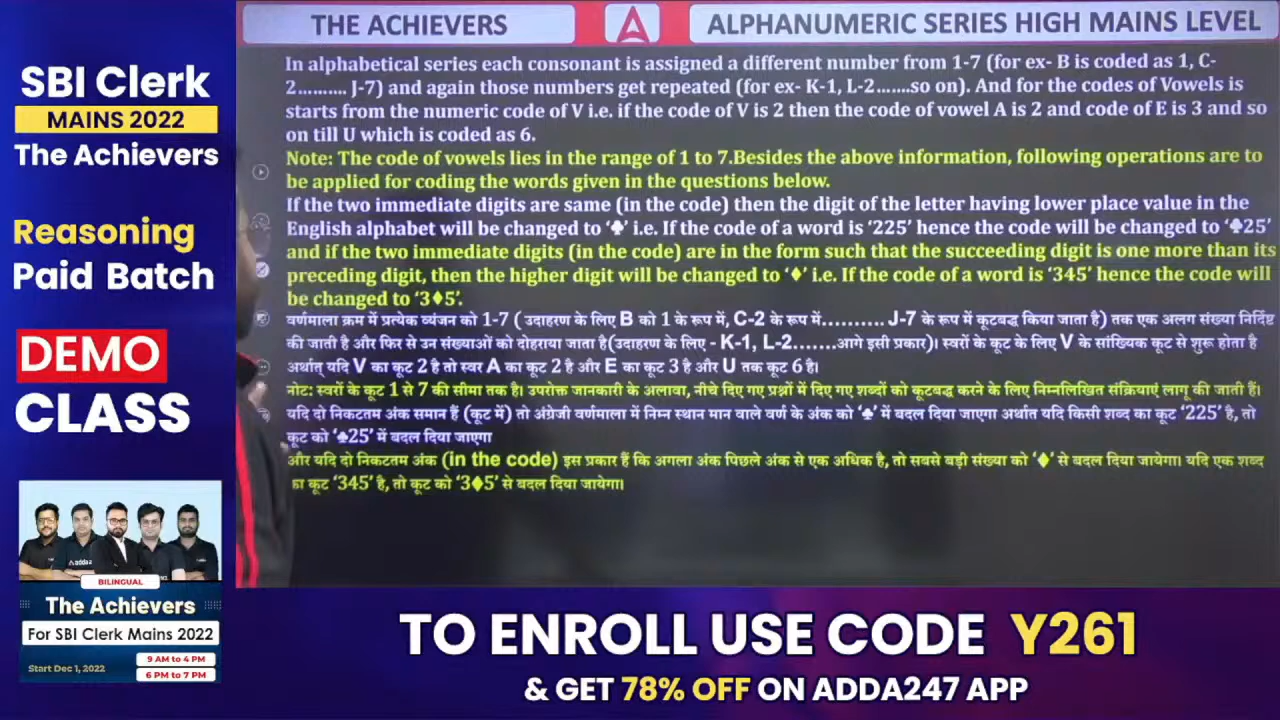 SBI Clerk
MAINS 2022
The Achievers
Reasoning
Paid Batch
DEMO
CLASS
BILINGUAL
The Achievers
For SBI Clerk Mains 2022
Start Dec 1, 2022
9 AM to 4 PM
6 PM to 7 PM
THE ACHIEVERS
A
ALPHANUMERIC SERIES HIGH MAINS LEVEL
In alphabetical series each consonant is assigned a different number from 1-7 (for ex- B is coded as 1, C-
2.......... J-7) and again those numbers get repeated (for ex- K-1, L-2.......so on). And for the codes of Vowels is
starts from the numeric code of V i.e. if the code of V is 2 then the code of vowel A is 2 and code of E is 3 and so
on till U which is coded as 6.
Note: The code of vowels lies in the range of 1 to 7.Besides the above information, following operations are to
be applied for coding the words given in the questions below.
If the two immediate digits are same (in the code) then the digit of the letter having lower place value in the
English alphabet will be changed to ‘♣’ i.e. If the code of a word is ‘225’ hence the code will be changed to ‘♣25’
and if the two immediate digits (in the code) are in the form such that the succeeding digit is one more than its
preceding digit, then the higher digit will be changed to ‘♦’ i.e. If the code of a word is ‘345’ hence the code will
be changed to ‘3♦5’.
वर्णमाला क्रम में प्रत्येक व्यंजन को 1-7 ( उदाहरण के लिए B को 1 के रूप में, C-2 के रूप में.......... J-7 के रूप में कूटबद्ध किया जाता है) तक एक अलग संख्या निर्दिष्ट
की जाती है और फिर से उन संख्याओं को दोहराया जाता है(उदाहरण के लिए - K-1, L-2.......आगे इसी प्रकार)। स्वरों के कूट के लिए V के सांख्यिक कूट से शुरू होता है
अर्थात् यदि V का कूट 2 है तो स्वर A का कूट 2 है और E का कूट 3 है और U तक कूट 6 है।
नोट: स्वरों के कूट 1 से 7 की सीमा तक है। उपरोक्त जानकारी के अलावा, नीचे दिए गए प्रश्नों में दिए गए शब्दों को कूटबद्ध करने के लिए निम्नलिखित संक्रियाएं लागू की जाती हैं।
यदि दो निकटतम अंक समान हैं (कूट में) तो अंग्रेजी वर्णमाला में निम्न स्थान मान वाले वर्ण के अंक को ‘♣’ में बदल दिया जाएगा अर्थात यदि किसी शब्द का कूट ‘225’ है, तो
कूट को ‘♣25’ में बदल दिया जाएगा
और यदि दो निकटतम अंक (in the code) इस प्रकार हैं कि अगला अंक पिछले अंक से एक अधिक है, तो सबसे बड़ी संख्या को ‘♦’ से बदल दिया जायेगा। यदि एक शब्द
का कूट ‘345’ है, तो कूट को ‘3♦5’ से बदल दिया जायेगा।
TO ENROLL USE CODE Y261
& GET 78% OFF ON ADDA247 APP